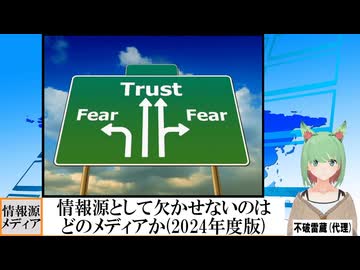 Trust
Fear
Fear
情報源として欠かせないのは
どのメディアか(2024年度版)
情報源
メディア
不破雷蔵(代理)